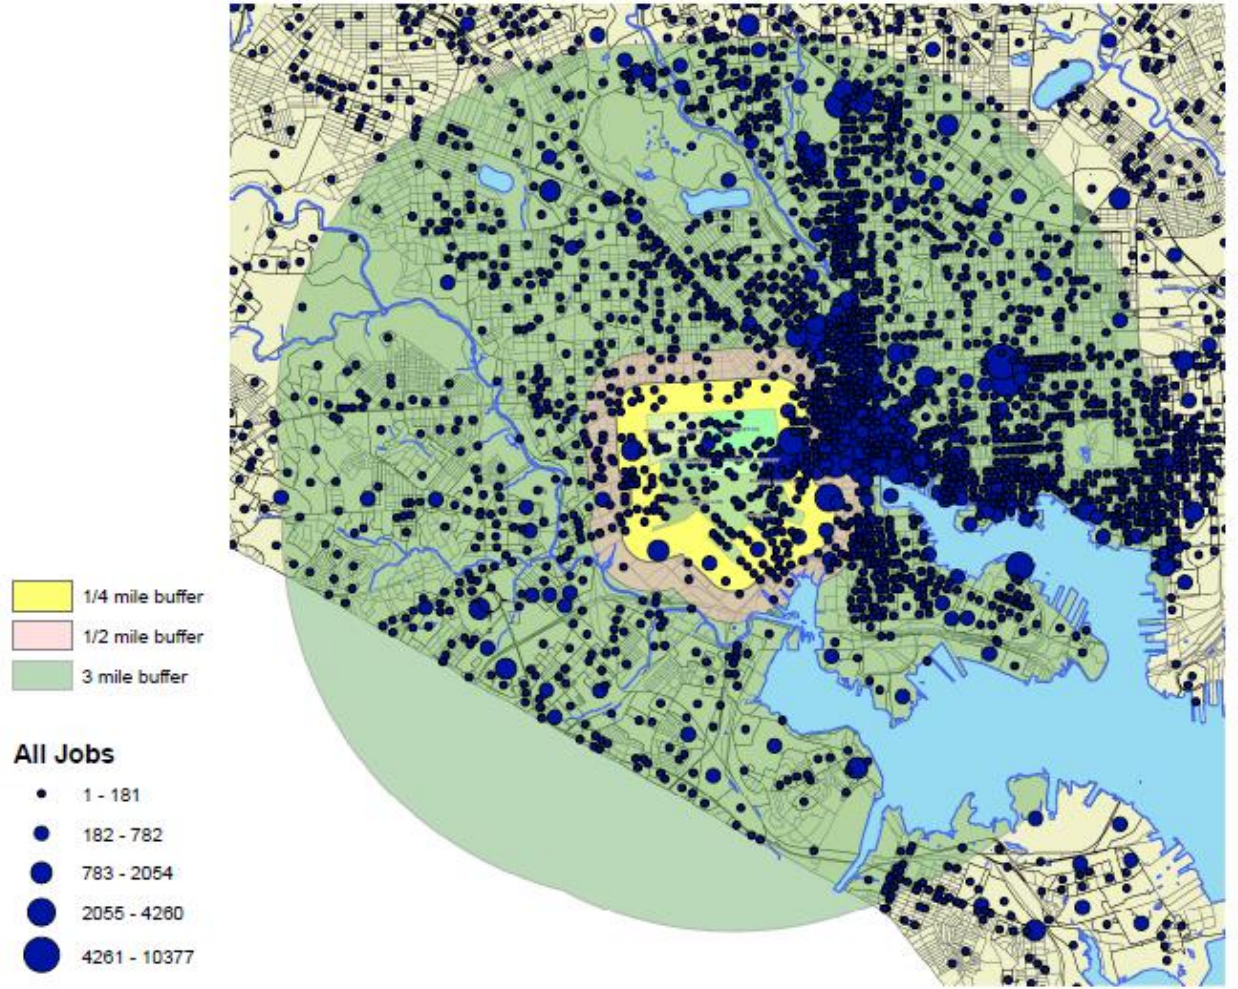 1/4 mile buffer
1/2 mile buffer
3 mile buffer
All Jobs
1 - 181
182 - 782
783 - 2054
2055 - 4260
4261 - 10377